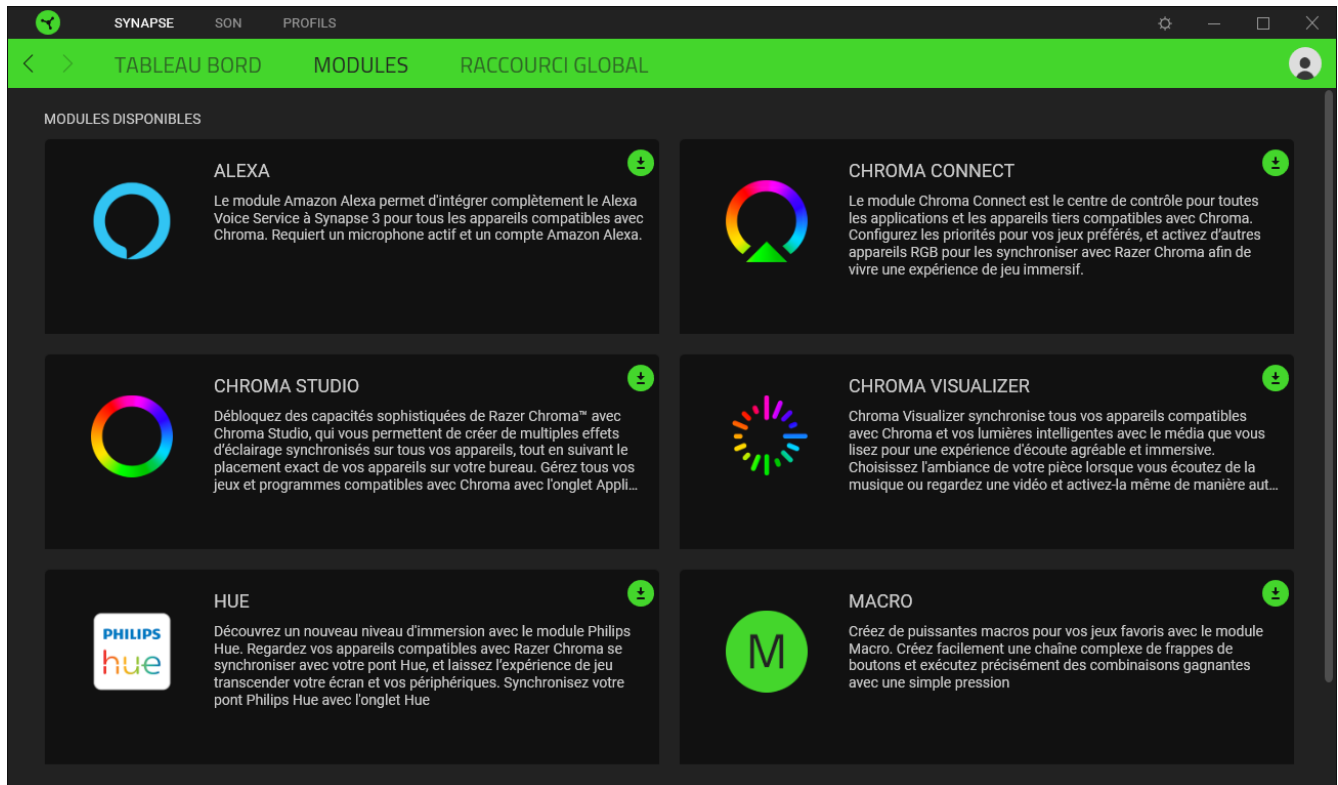 SYNAPSE SON PROFILS
TABLEAU BORD MODULES RACCOURCI GLOBAL
MODULES DISPONIBLES
ALEXA
Le module Amazon Alexa permet d'intégrer complètement le Alexa
Voice Service à Synapse 3 pour tous les appareils compatibles avec
Chroma. Requiert un microphone actif et un compte Amazon Alexa.
CHROMA CONNECT
Le module Chroma Connect est le centre de contrôle pour toutes
les applications et les appareils tiers compatibles avec Chroma.
Configurez les priorités pour vos jeux préférés, et activez d’autres
appareils RGB pour les synchroniser avec Razer Chroma afin de
vivre une expérience de jeu immersif.
CHROMA STUDIO
Débloquez des capacités sophistiquées de Razer Chroma™ avec
Chroma Studio, qui vous permettent de créer de multiples effets
d’éclairage synchronisés sur tous vos appareils, tout en suivant le
placement exact de vos appareils sur votre bureau. Gérez tous vos
jeux et programmes compatibles avec Chroma avec l'onglet Appli...
CHROMA VISUALIZER
Chroma Visualizer synchronise tous vos appareils compatibles
avec Chroma et vos lumières intelligentes avec le média que vous
lisez pour une expérience d'écoute agréable et immersive.
Choisissez l'ambiance de votre pièce lorsque vous écoutez de la
musique ou regardez une vidéo et activez-la même de manière aut...
PHILIPS
hue
HUE
Découvrez un nouveau niveau d'immersion avec le module Philips
Hue. Regardez vos appareils compatibles avec Razer Chroma se
synchroniser avec votre pont Hue, et laissez l’expérience de jeu
transcender votre écran et vos périphériques. Synchronisez votre
pont Philips Hue avec l'onglet Hue
M
MACRO
Créez de puissantes macros pour vos jeux favoris avec le module
Macro. Créez facilement une chaîne complexe de frappes de
boutons et exécutez précisément des combinaisons gagnantes
avec une simple pression